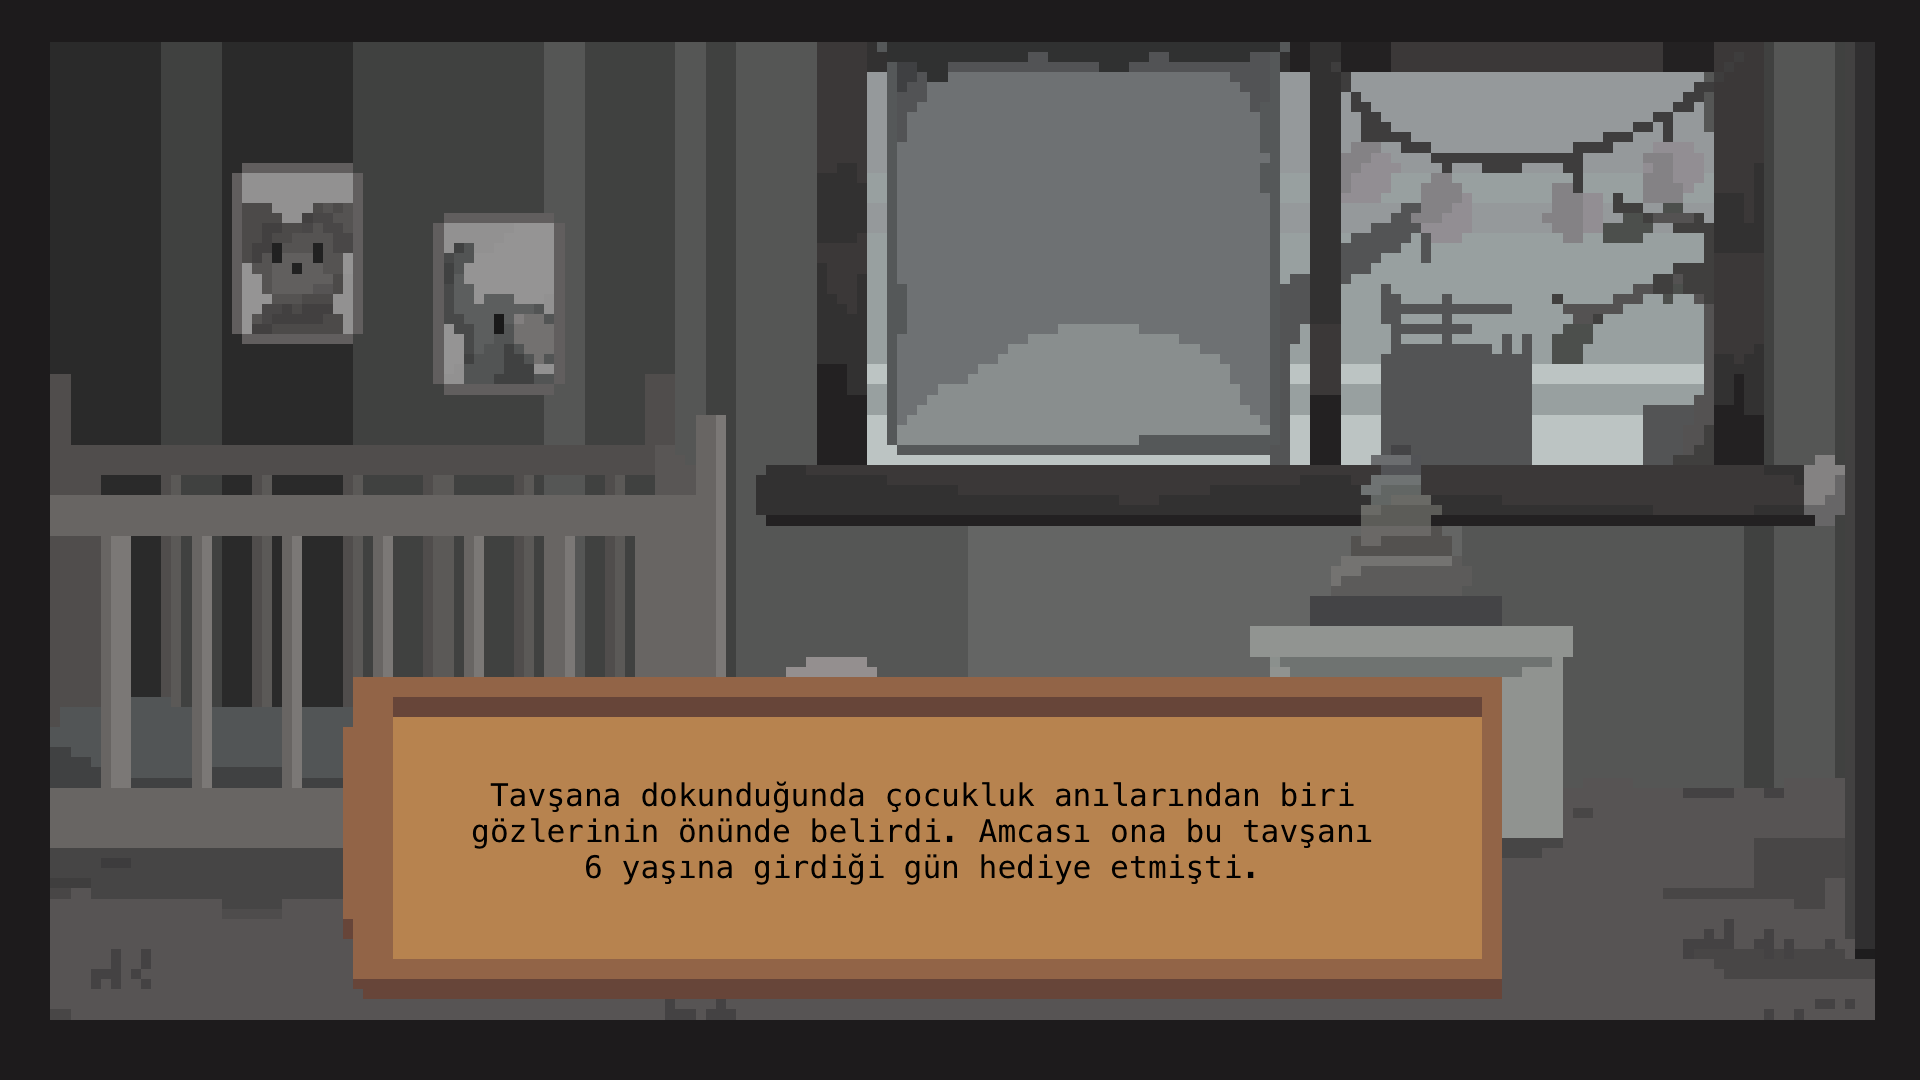 Tavşana dokunduğunda çocukluk anılarından biri
gözlerinin önünde belirdi. Amcası ona bu tavşanı
6 yaşına girdiği gün hediye etmişti.